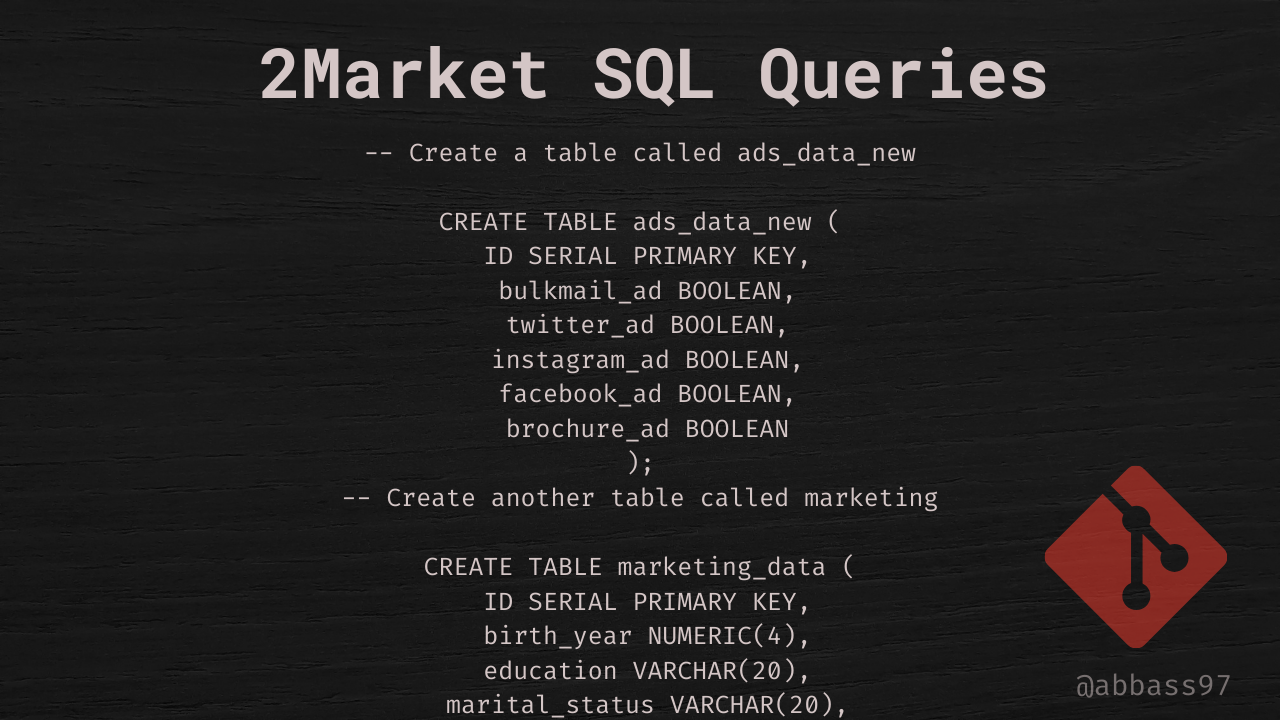 2Market SQL Queries
-- Create a table called ads_data_new
CREATE TABLE ads_data_new (
ID SERIAL PRIMARY KEY,
bulkmail_ad BOOLEAN,
twitter_ad BOOLEAN,
instagram_ad BOOLEAN,
facebook_ad BOOLEAN,
brochure_ad BOOLEAN
);
-- Create another table called marketing
CREATE TABLE marketing_data (
ID SERIAL PRIMARY KEY,
birth_year NUMERIC(4),
education VARCHAR(20),
marital_status VARCHAR(20),
@abbass97